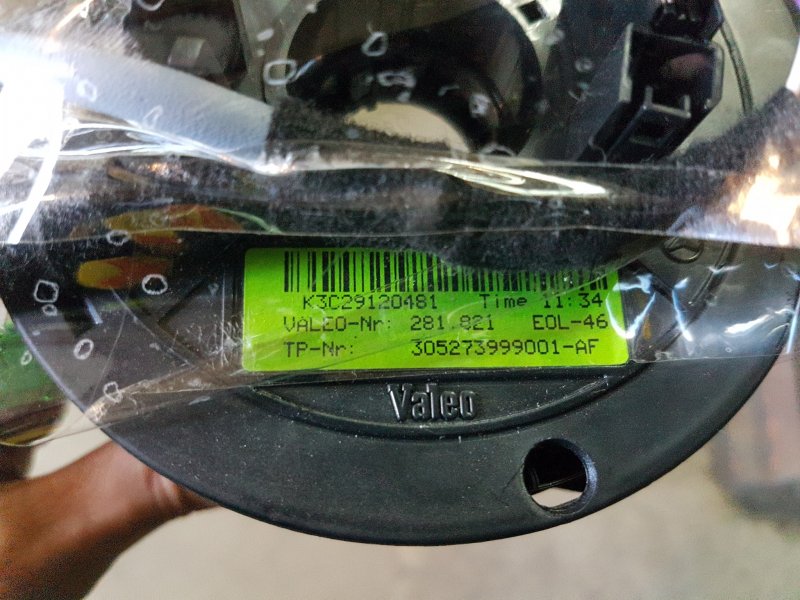 K3C29120481 Time 11:34
VALEO-Nr: 281.821 EOL-46
TP-Nr: 305273999001-AF
Valeo